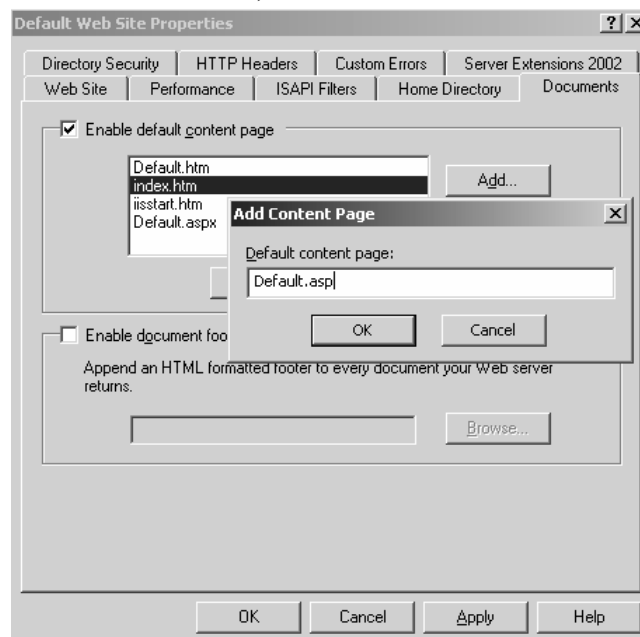 Default Web Site Properties
Directory Security HTTP Headers Custom Errors Server Extensions 2002
Web Site Performance ISAPI Filters Home Directory Documents
Enable default content page
Default.htm
index.htm
iisstart.htm
Default.aspx
Add...
Add Content Page
Default content page:
Default.asp
OK Cancel
Enable document foo
Append an HTML formatted footer to every document your Web server
returns.
Browse...
OK Cancel Apply Help